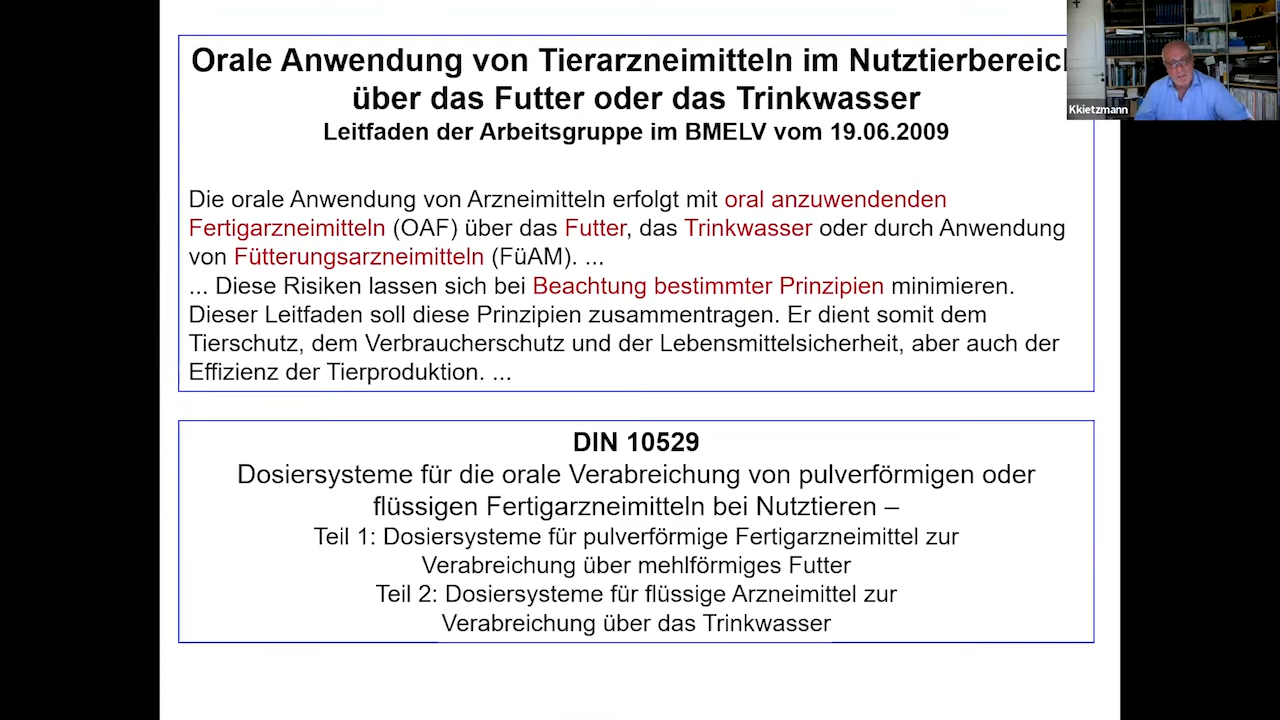 Orale Anwendung von Tierarzneimitteln im Nutztierbereich
über das Futter oder das Trinkwasser
Leitfaden der Arbeitsgruppe im BMELV vom 19.06.2009
Kkietzmann
Die orale Anwendung von Arzneimitteln erfolgt mit oral anzuwendenden
Fertigarzneimitteln (OAF) über das Futter, das Trinkwasser oder durch Anwendung
von Fütterungsarzneimitteln (FüAM). ...
... Diese Risiken lassen sich bei Beachtung bestimmter Prinzipien minimieren.
Dieser Leitfaden soll diese Prinzipien zusammentragen. Er dient somit dem
Tierschutz, dem Verbraucherschutz und der Lebensmittelsicherheit, aber auch der
Effizienz der Tierproduktion. ...
DIN 10529
Dosiersysteme für die orale Verabreichung von pulverförmigen oder
flüssigen Fertigarzneimitteln bei Nutztieren –
Teil 1: Dosiersysteme für pulverförmige Fertigarzneimittel zur
Verabreichung über mehlförmiges Futter
Teil 2: Dosiersysteme für flüssige Arzneimittel zur
Verabreichung über das Trinkwasser